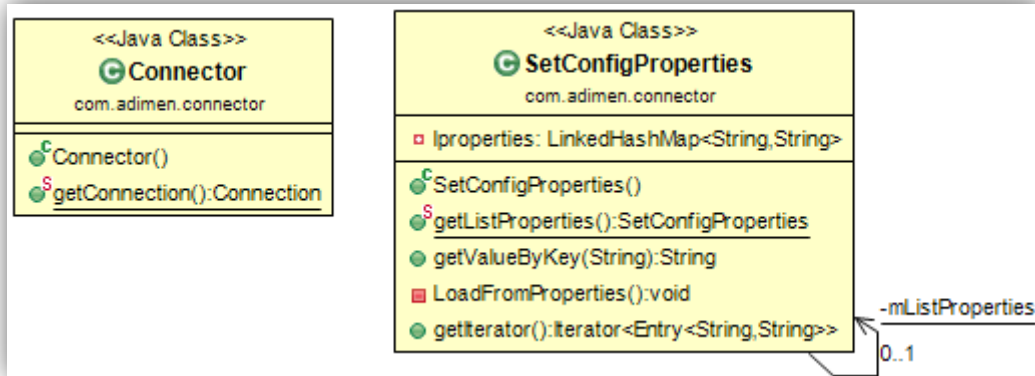 <<Java Class>>
C Connector
com.adimen.connector
C Connector()
S getConnection():Connection
<<Java Class>>
C SetConfigProperties
com.adimen.connector
lproperties: LinkedHashMap<String,String>
C SetConfigProperties()
S getListProperties():SetConfigProperties
getValueByKey(String):String
LoadFromProperties():void
getIterator():Iterator<Entry<String,String>>
-mListProperties
0..1